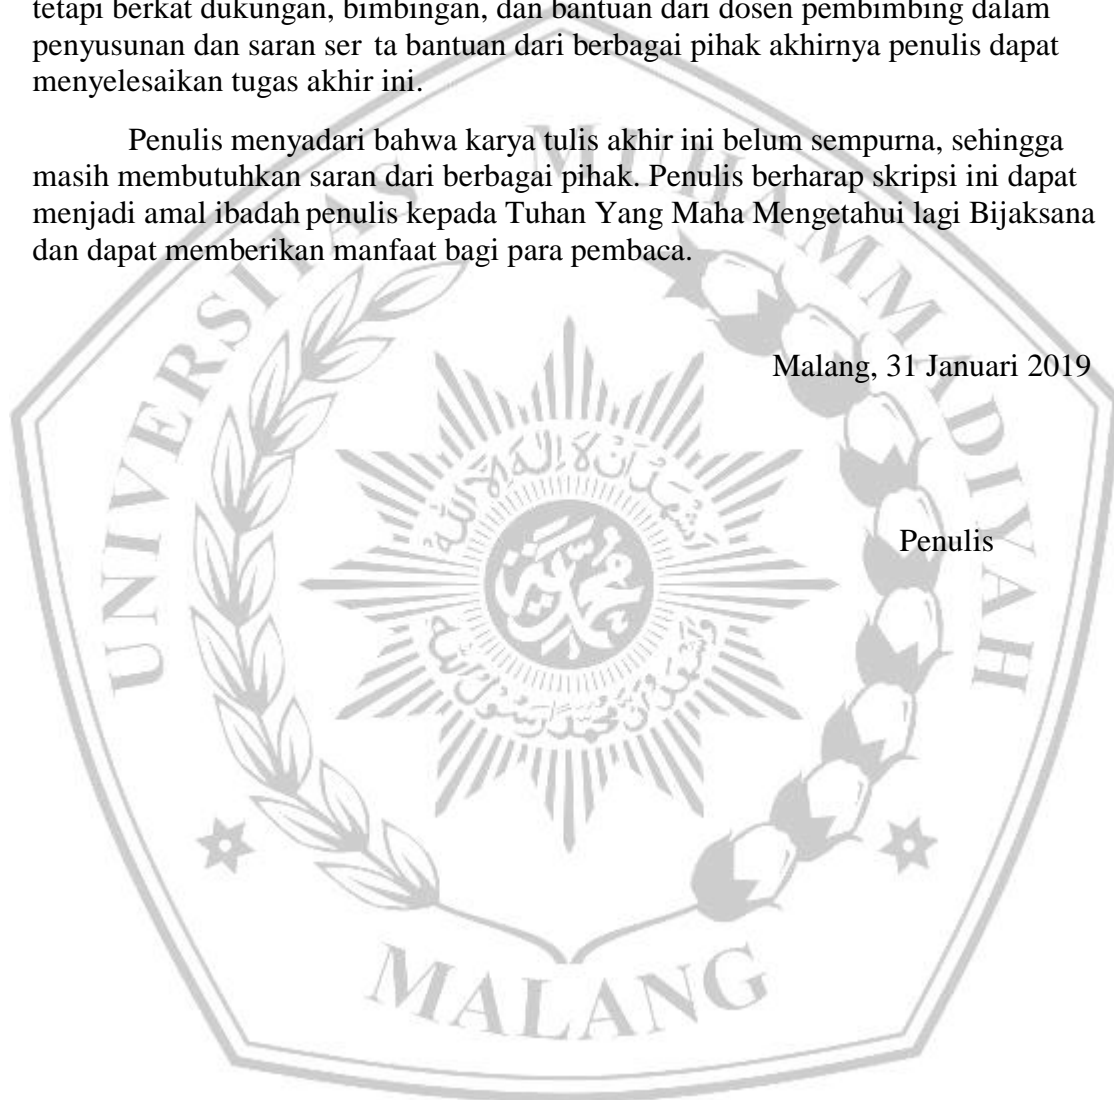 tetapi berkat dukungan, bimbingan, dan bantuan dari dosen pembimbing dalam
penyusunan dan saran ser ta bantuan dari berbagai pihak akhirnya penulis dapat
menyelesaikan tugas akhir ini.
Penulis menyadari bahwa karya tulis akhir ini belum sempurna, sehingga
masih membutuhkan saran dari berbagai pihak. Penulis berharap skripsi ini dapat
menjadi amal ibadah penulis kepada Tuhan Yang Maha Mengetahui lagi Bijaksana
dan dapat memberikan manfaat bagi para pembaca.
Malang, 31 Januari 2019
Penulis
UNIVERSITAS MUHAMMADIYAH
MALANG